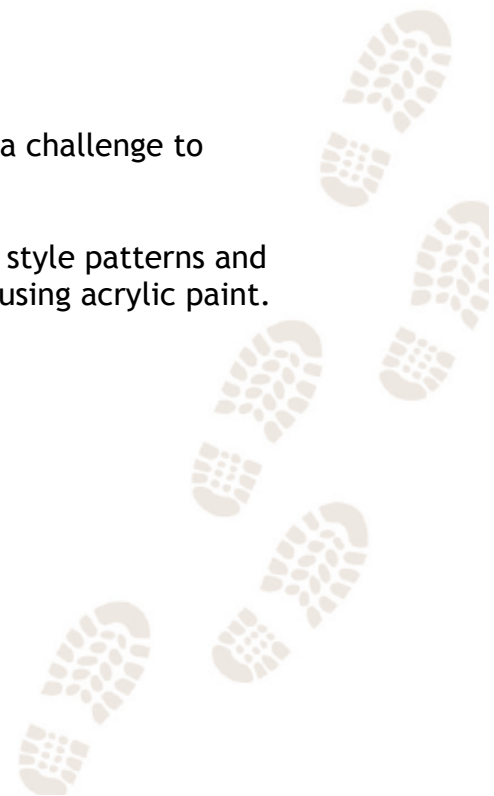 a challenge to
style patterns and
using acrylic paint.